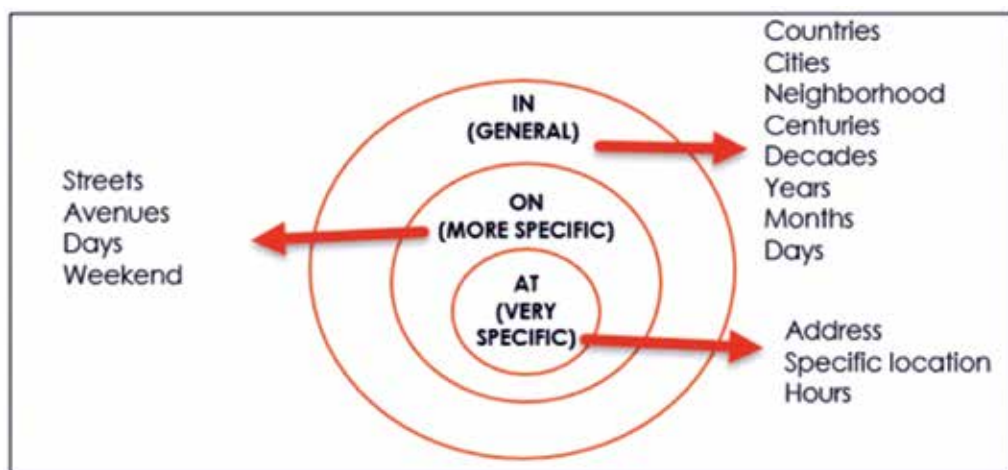 IN
(GENERAL)
Countries
Cities
Neighborhood
Centuries
Decades
Years
Months
Days
ON
(MORE SPECIFIC)
Streets
Avenues
Days
Weekend
AT
(VERY
SPECIFIC)
Address
Specific location
Hours